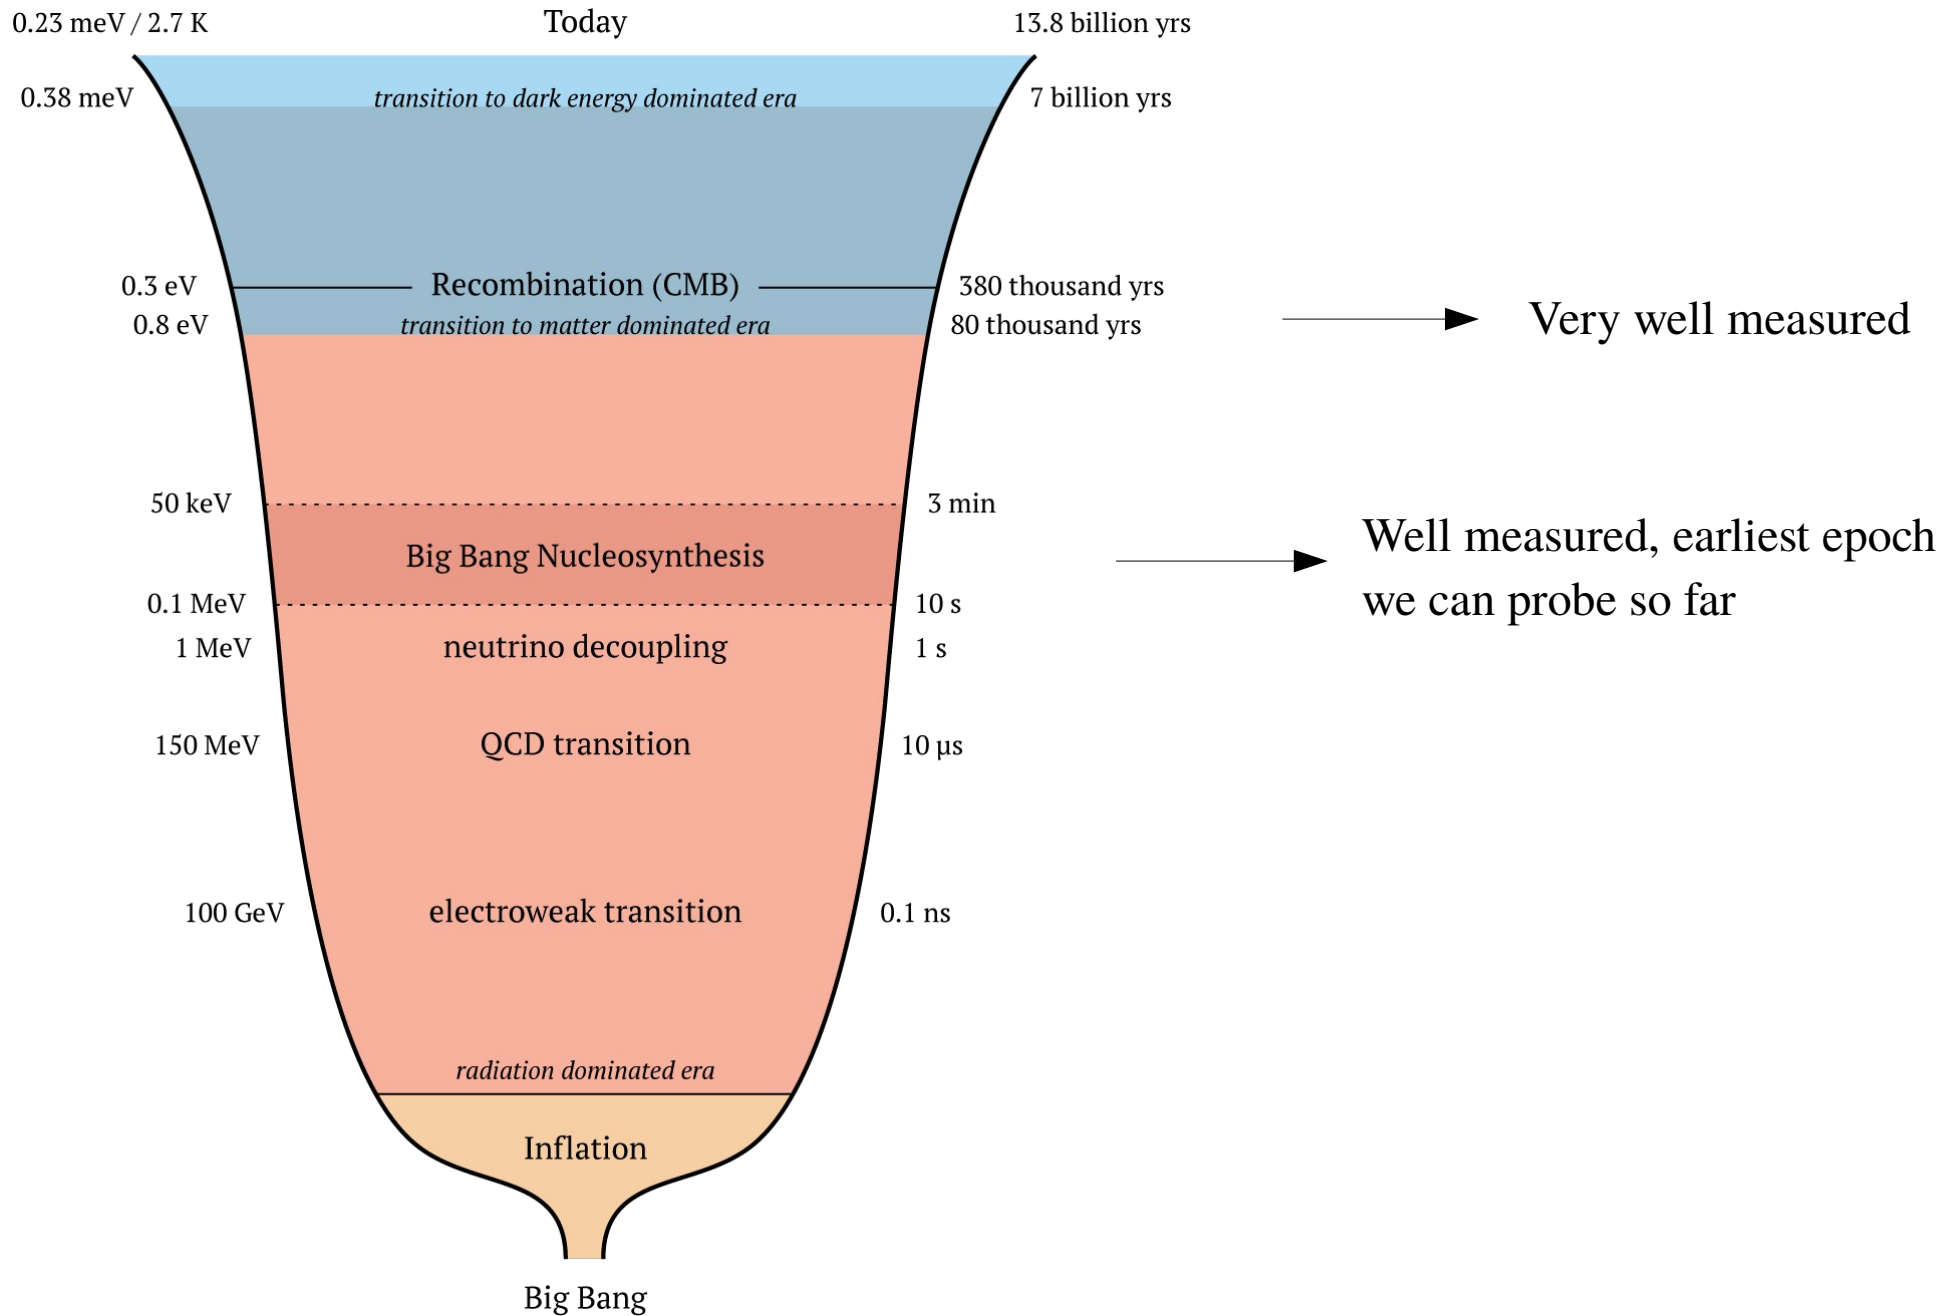 0.23 meV / 2.7 K Today 13.8 billion yrs
0.38 meV transition to dark energy dominated era 7 billion yrs
0.3 eV Recombination (CMB) 380 thousand yrs
0.8 eV transition to matter dominated era 80 thousand yrs
Very well measured
50 keV 3 min
Big Bang Nucleosynthesis
Well measured, earliest epoch
we can probe so far
0.1 MeV 10 s
1 MeV neutrino decoupling 1 s
150 MeV QCD transition 10 µs
100 GeV electroweak transition 0.1 ns
radiation dominated era
Inflation
Big Bang